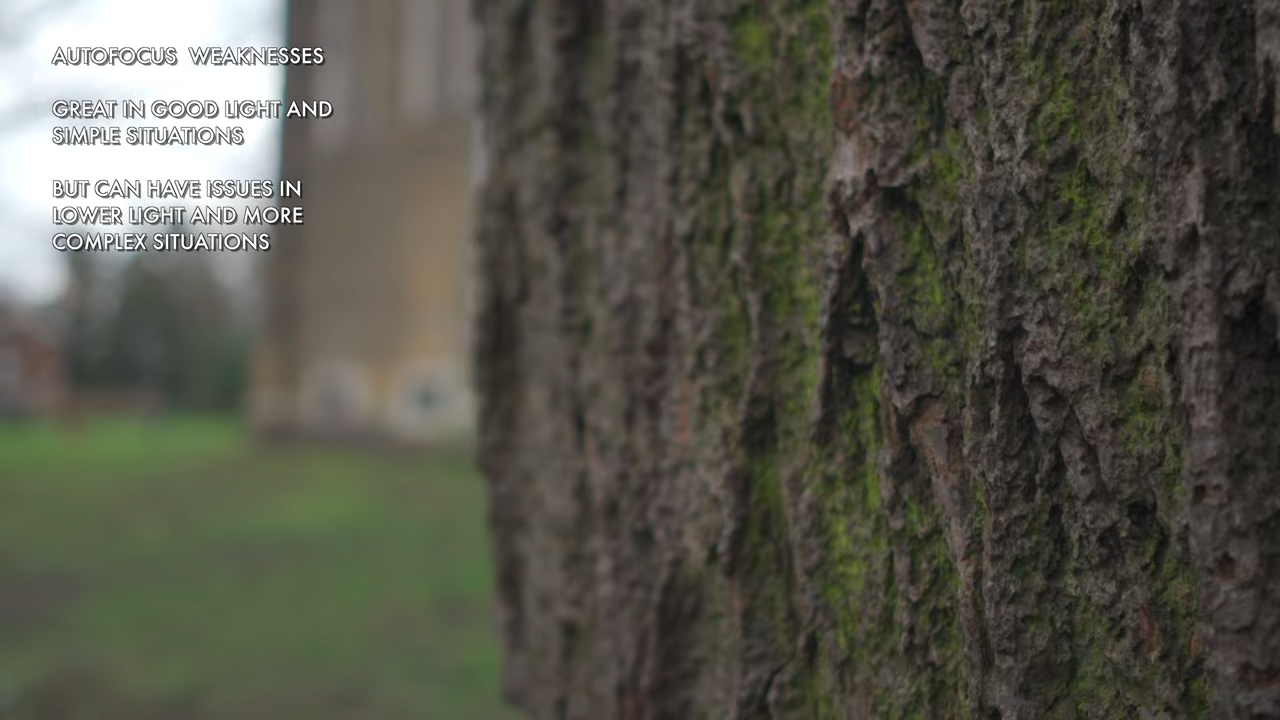 AUTOFOCUS WEAKNESSES
GREAT IN GOOD LIGHT AND
SIMPLE SITUATIONS
BUT CAN HAVE ISSUES IN
LOWER LIGHT AND MORE
COMPLEX SITUATIONS